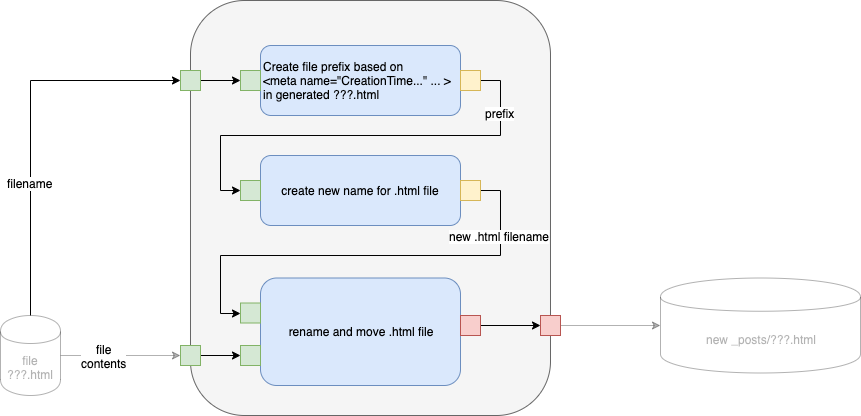 Create file prefix based on
<meta name="CreationTime..." ... >
in generated ???.html
prefix
filename
create new name for .html file
new .html filename
rename and move .html file
file
contents
file
???.html
new _posts/???.html